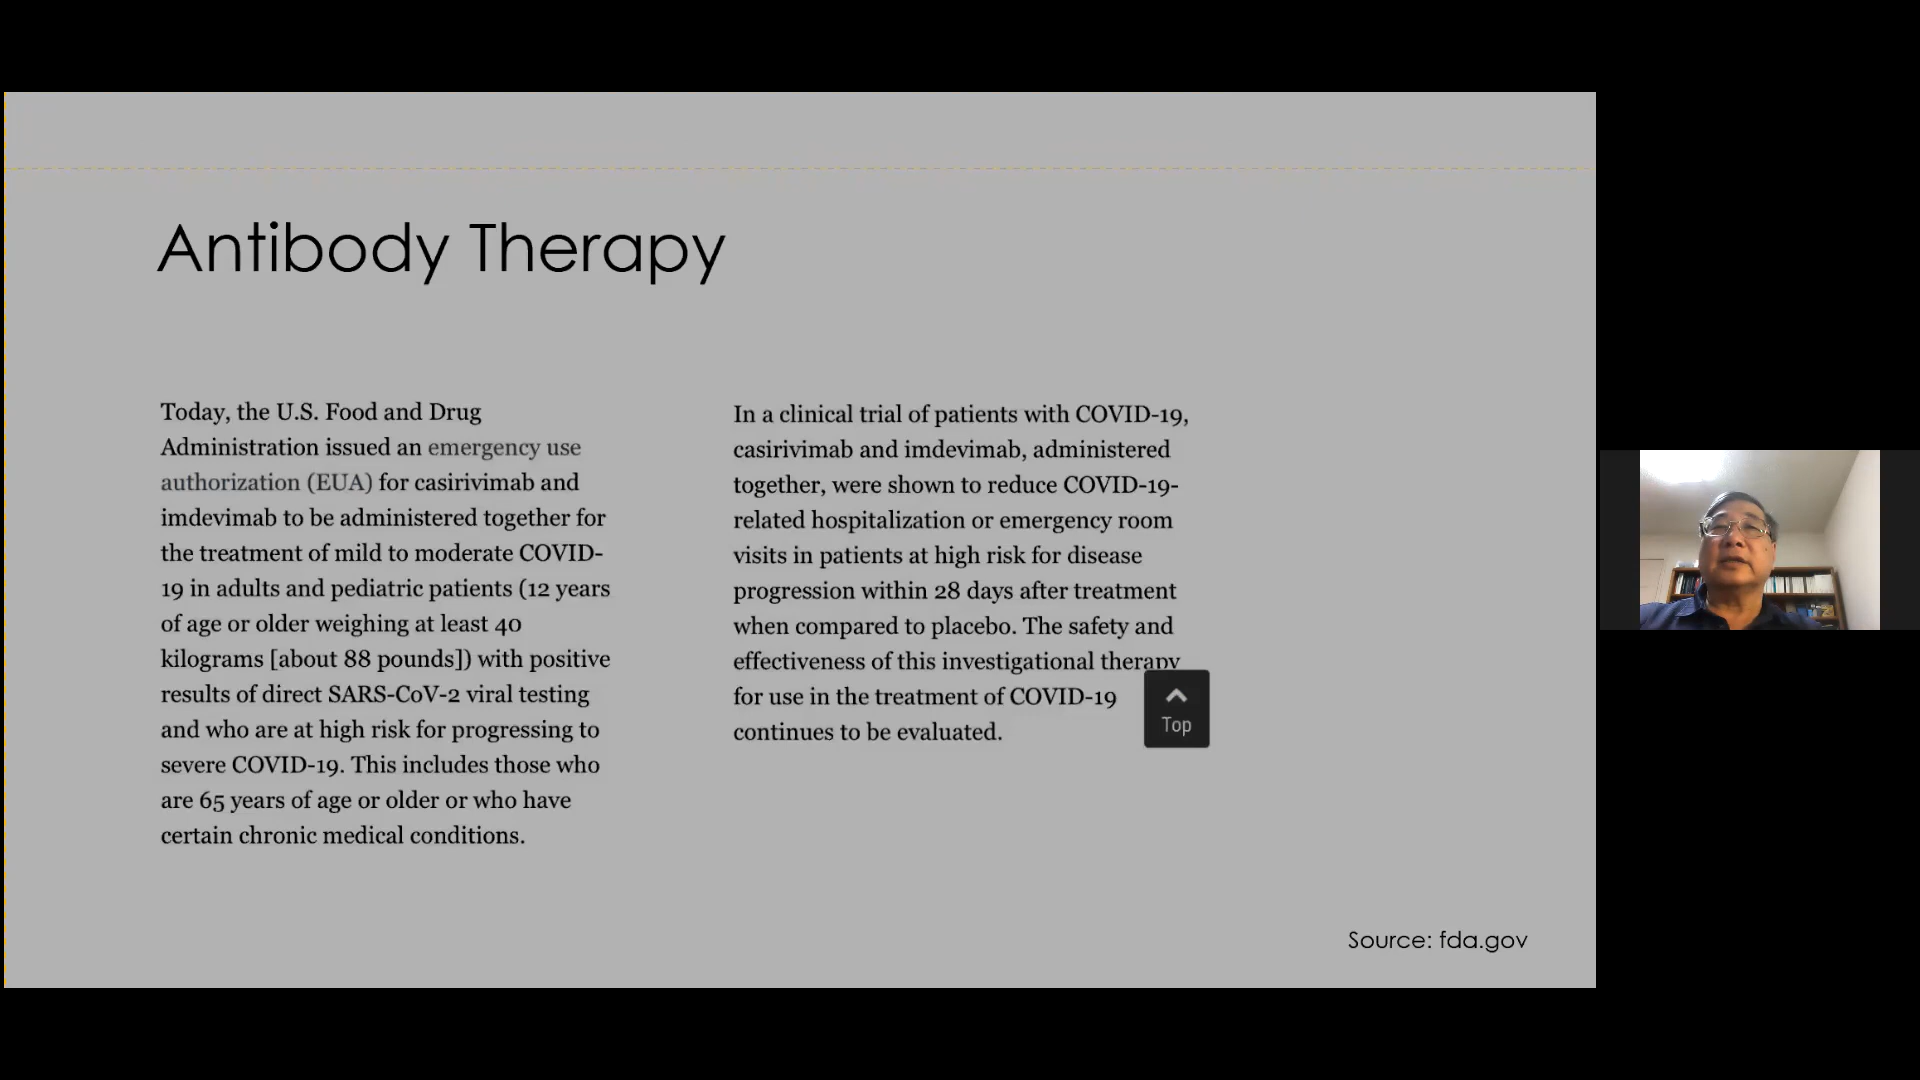 Antibody Therapy
Today, the U.S. Food and Drug
Administration issued an emergency use
authorization (EUA) for casirivimab and
imdevimab to be administered together for
the treatment of mild to moderate COVID-
19 in adults and pediatric patients (12 years
of age or older weighing at least 40
kilograms [about 88 pounds]) with positive
results of direct SARS-CoV-2 viral testing
and who are at high risk for progressing to
severe COVID-19. This includes those who
are 65 years of age or older or who have
certain chronic medical conditions.
In a clinical trial of patients with COVID-19,
casirivimab and imdevimab, administered
together, were shown to reduce COVID-19-
related hospitalization or emergency room
visits in patients at high risk for disease
progression within 28 days after treatment
when compared to placebo. The safety and
effectiveness of this investigational therapy
for use in the treatment of COVID-19
continues to be evaluated.
Top
Source: fda.gov